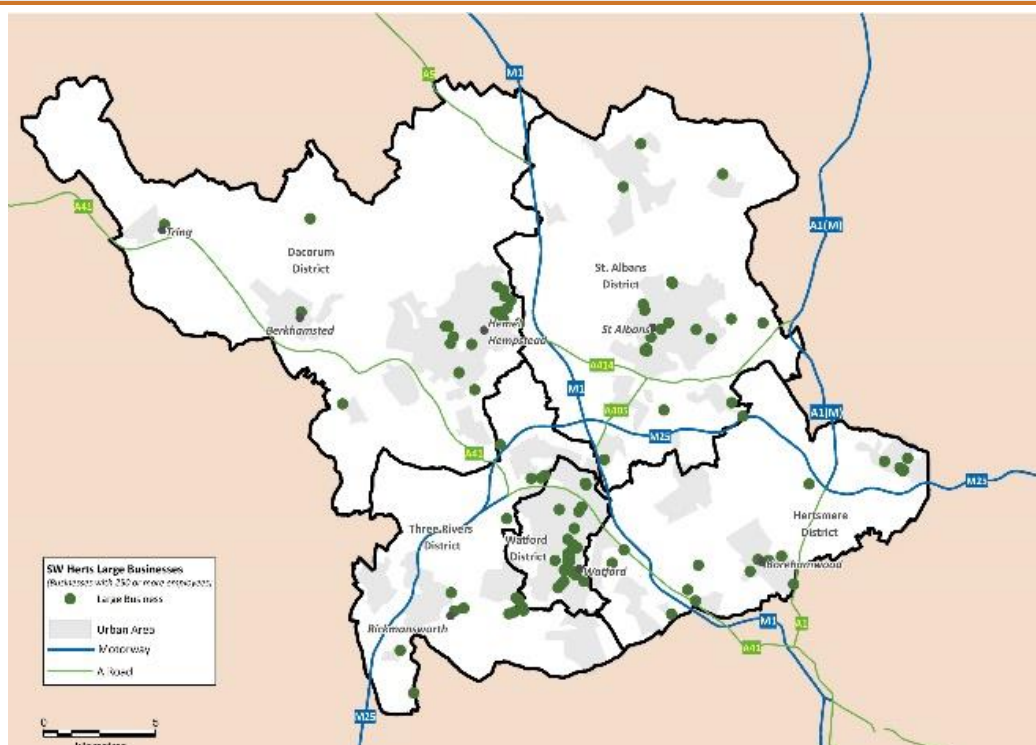 M1
A5
A41
A1(M)
Tring
Dacorum
District
St. Albans
District
Berkhamsted
Hemel
Hempstead
St Albans
A414
M1
A405
A1(M)
M25
A41
M25
Three Rivers
District
Watford
District
Hertsmere
District
Watford
Borehamwood
Rickmansworth
M1
A1
A41
M25
SW Herts Large Businesses
(Businesses with 250 or more employees)
Large Business
Urban Area
Motorway
A Road
0